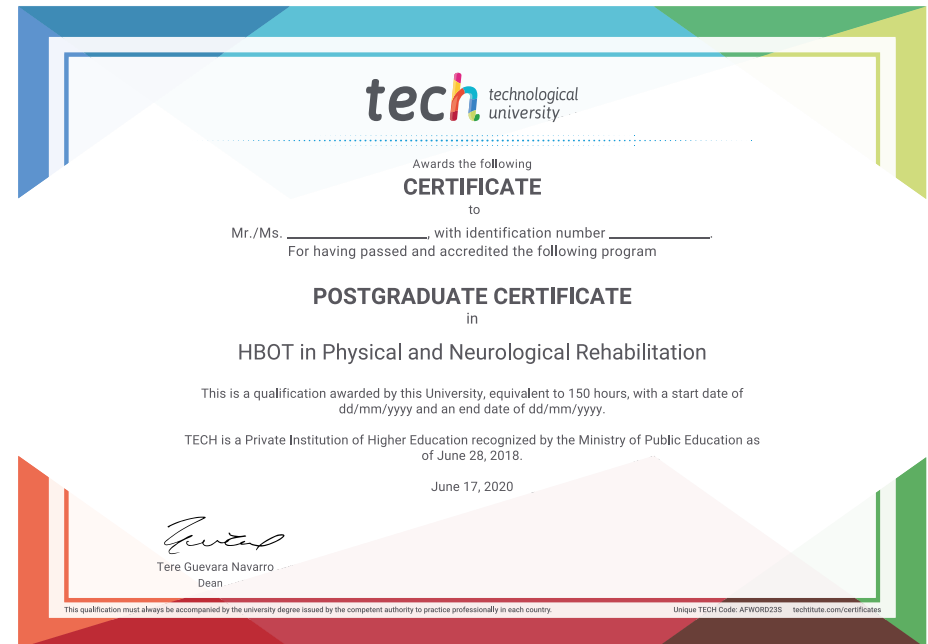 tech technological
university
Awards the following
CERTIFICATE
to
Mr./Ms. ____________, with identification number ____________.
For having passed and accredited the following program
POSTGRADUATE CERTIFICATE
in
HBOT in Physical and Neurological Rehabilitation
This is a qualification awarded by this University, equivalent to 150 hours, with a start date of
dd/mm/yyyy and an end date of dd/mm/yyyy.
TECH is a Private Institution of Higher Education recognized by the Ministry of Public Education as
of June 28, 2018.
June 17, 2020
Tere Guevara Navarro
Dean
This qualification must always be accompanied by the university degree issued by the competent authority to practice professionally in each country.
Unique TECH Code: AFWORD23S techtitute.com/certificates